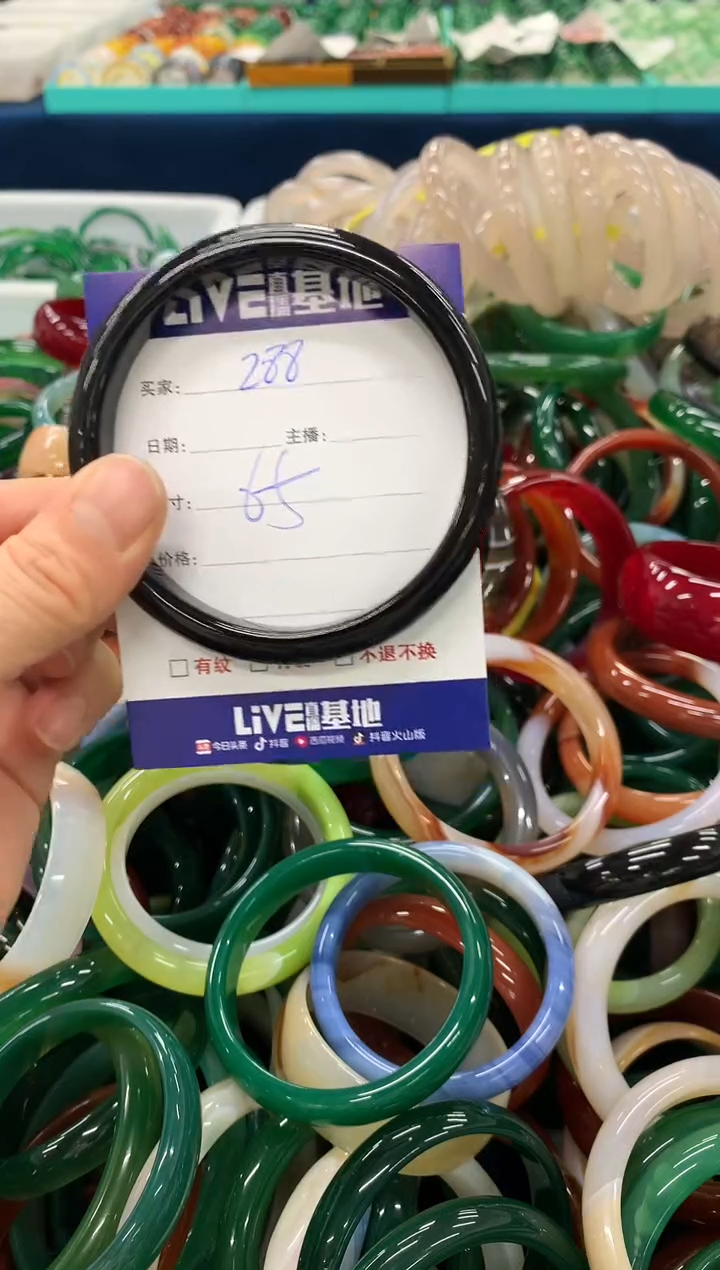 LIVE直播基地
买家: 288
日期: 主播:
寸: 65
价格:
有纹 不退不换
LIVE直播基地
今日头条 抖音 西瓜视频 抖音火山版